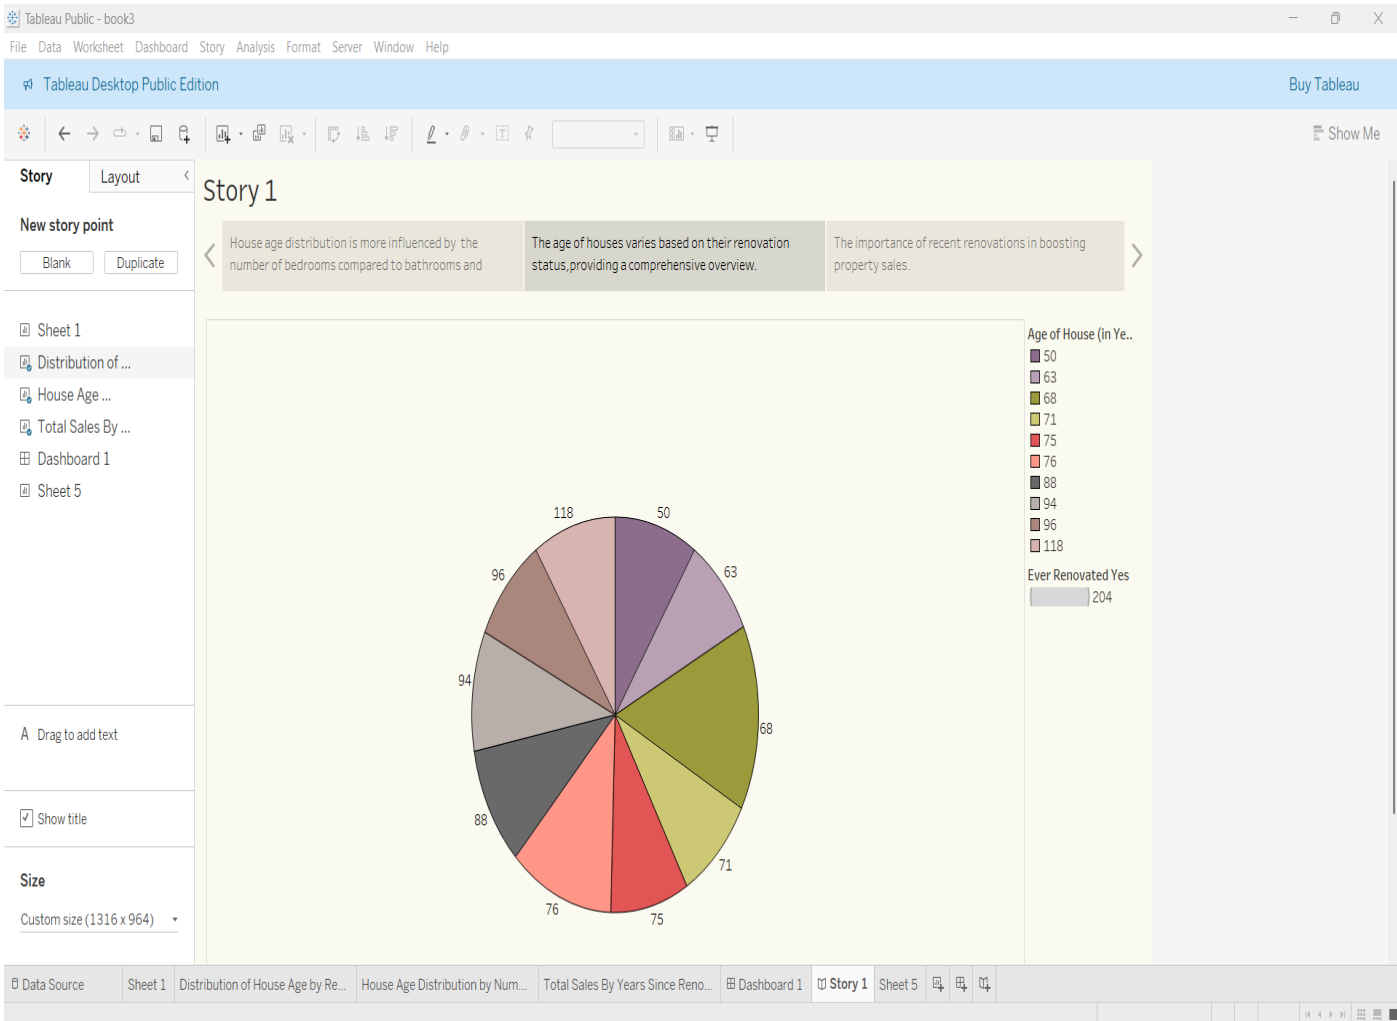 Tableau Public - book3
File Data Worksheet Dashboard Story Analysis Format Server Window Help
Tableau Desktop Public Edition
Buy Tableau
Show Me
Story
Layout
New story point
Blank
Duplicate
Sheet 1
Distribution of ...
House Age ...
Total Sales By ...
Dashboard 1
Sheet 5
A Drag to add text
Show title
Size
Custom size (1316 x 964)
Story 1
House age distribution is more influenced by the
number of bedrooms compared to bathrooms and
The age of houses varies based on their renovation
status,providing a comprehensive overview.
The importance of recent renovations in boosting
property sales.
118
50
96
63
94
68
88
71
76
75
Age of House (in Ye..
50
63
68
71
75
76
88
94
96
118
Ever Renovated Yes
204
Data Source
Sheet 1
Distribution of House Age by Re...
House Age Distribution by Num...
Total Sales By Years Since Reno...
Dashboard 1
Story 1
Sheet 5